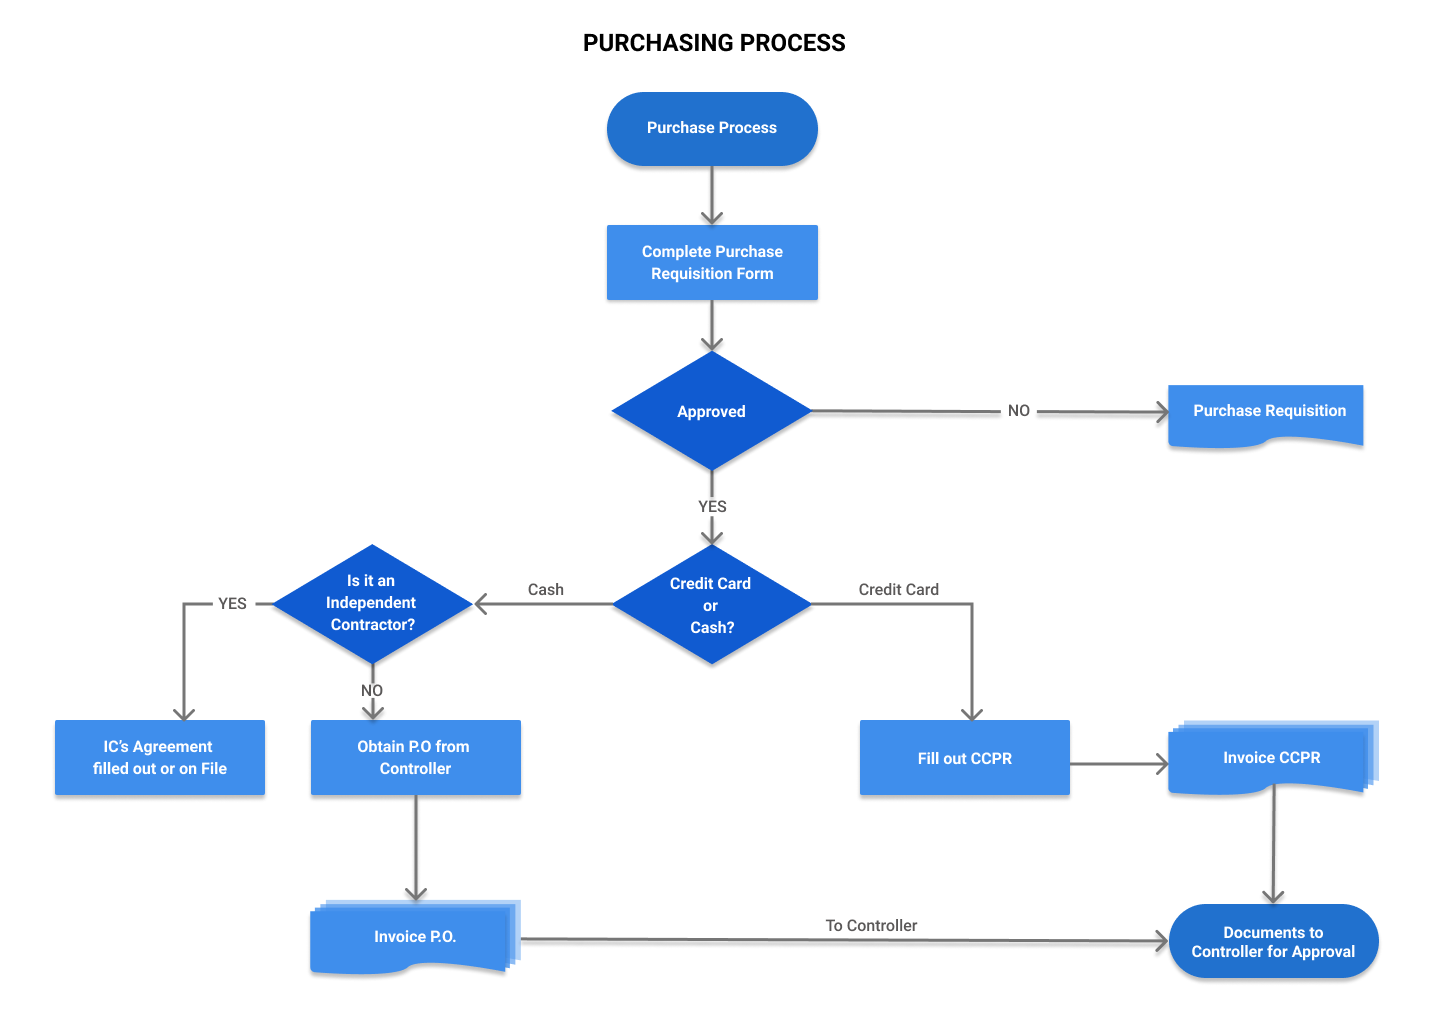 PURCHASING PROCESS
Purchase Process
Complete Purchase
Requisition Form
Approved
NO
Purchase Requisition
YES
Is it an
Independent
Contractor?
YES
Cash
Credit Card
or
Cash?
Credit Card
NO
IC’s Agreement
filled out or on File
Obtain P.O from
Controller
Fill out CCPR
Invoice CCPR
Invoice P.O.
To Controller
Documents to
Controller for Approval